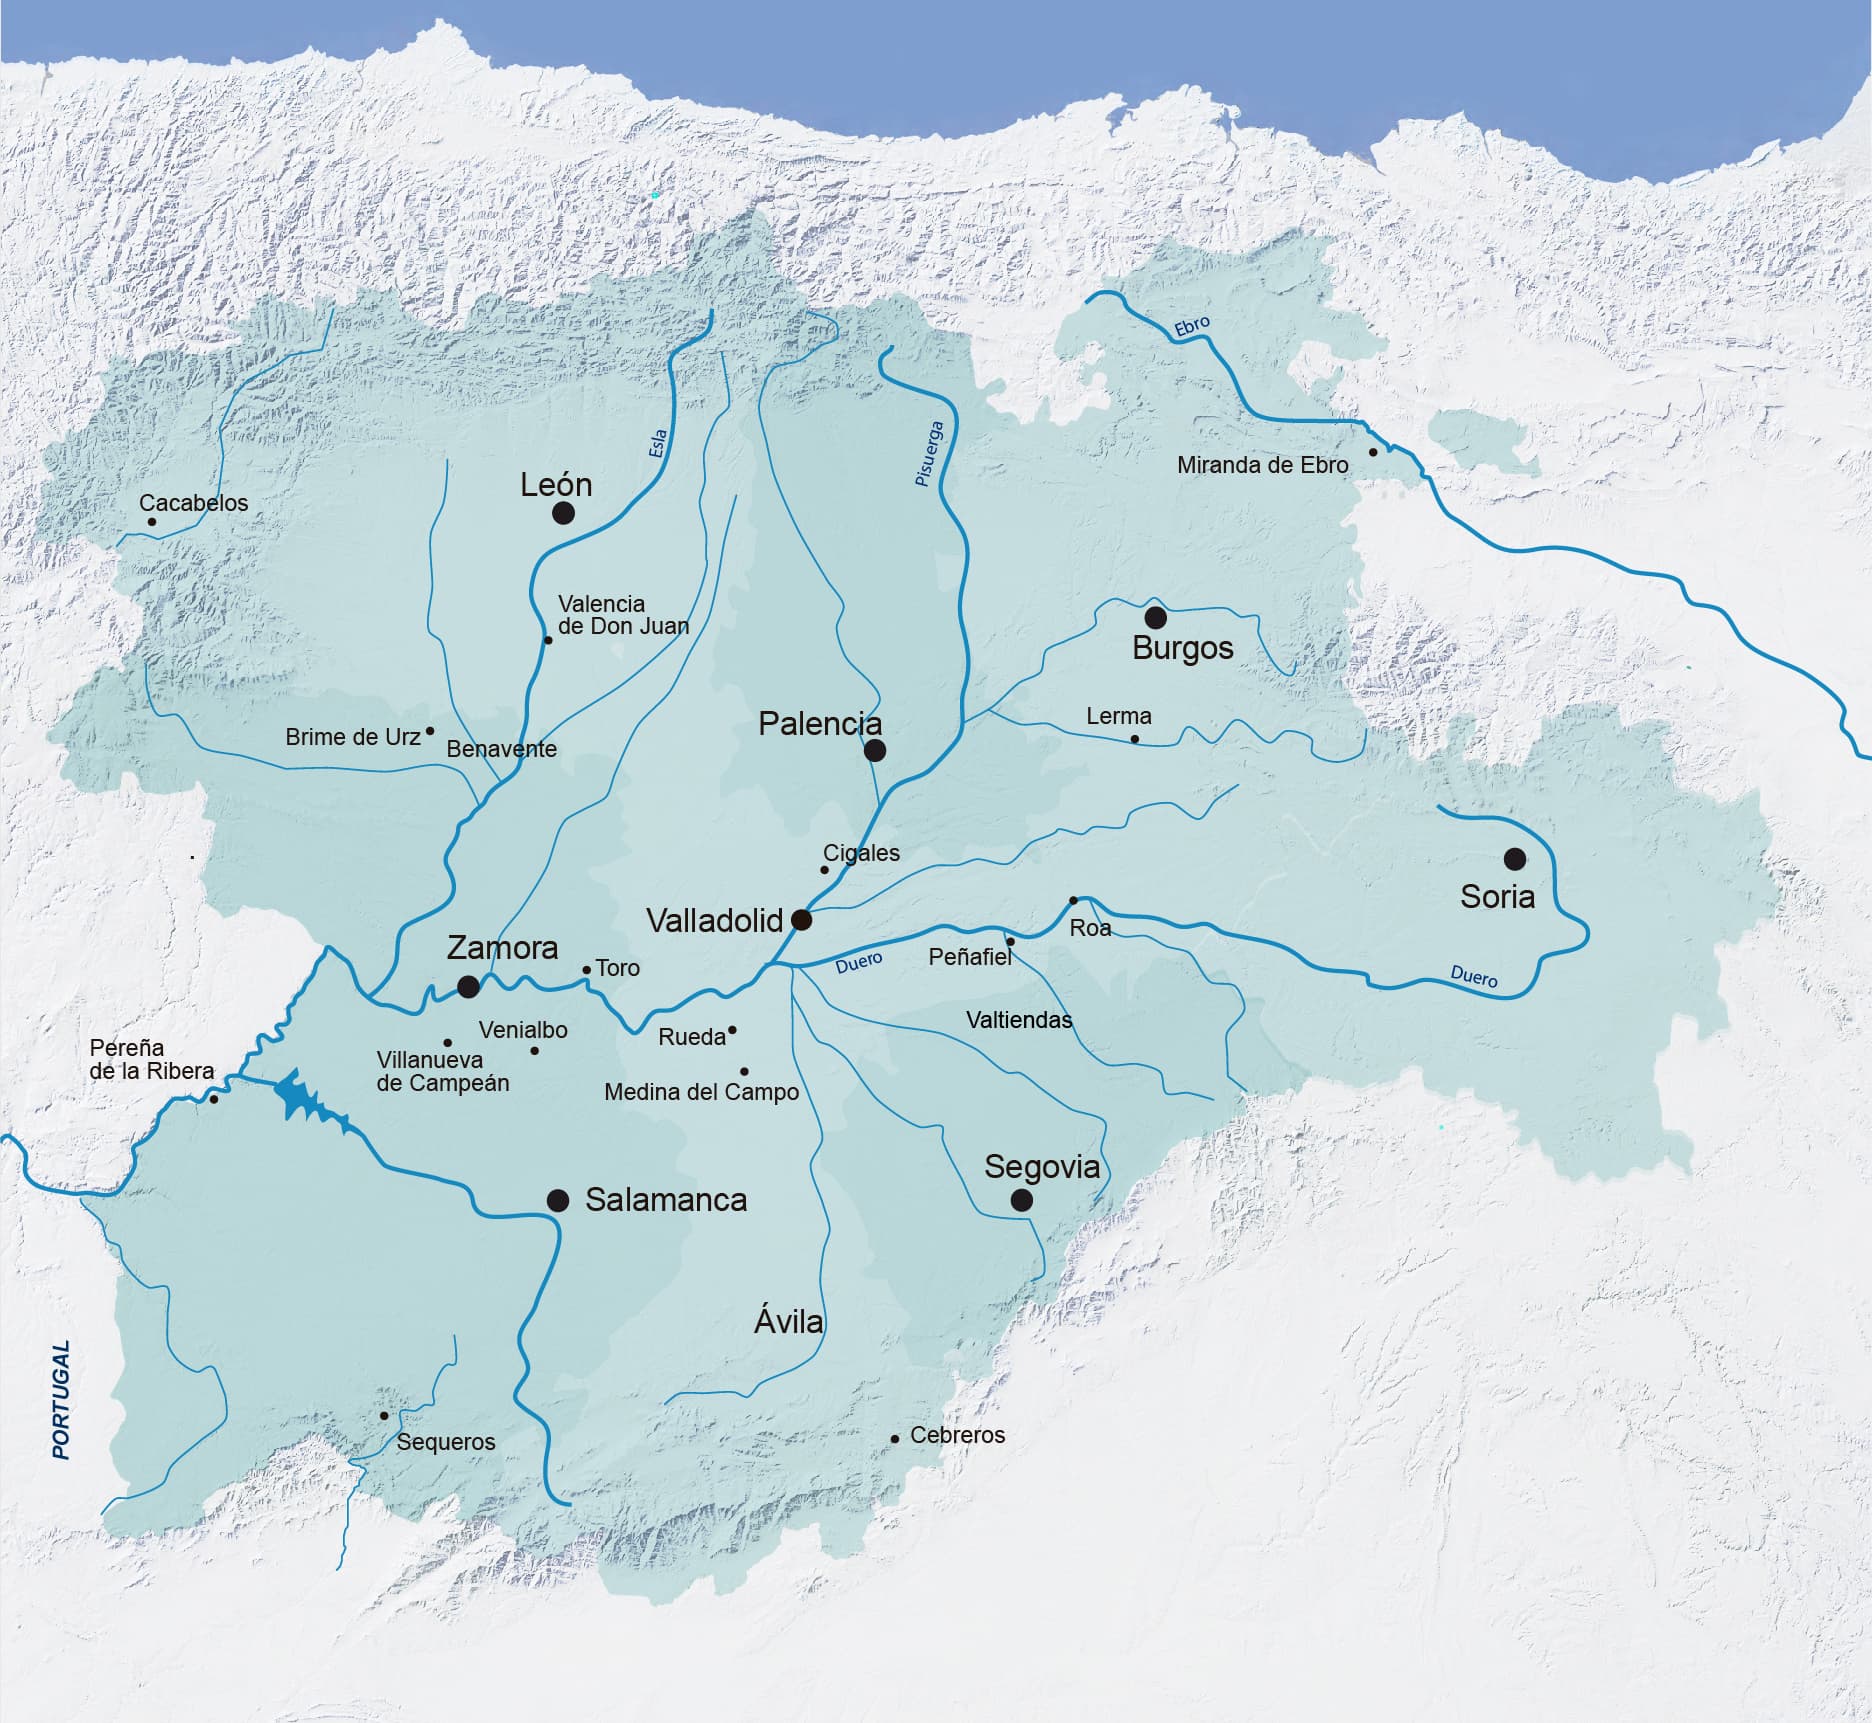 Ebro
Esla
Pisuerga
Miranda de Ebro
León
Cacabelos
Valencia
de Don Juan
Burgos
Lerma
Palencia
Brime de Urz
Benavente
Cigales
Soria
Valladolid
Roa
Zamora
Peñafiel
Duero
Toro
Duero
Valtiendas
Venialbo
Rueda
Pereña
de la Ribera
Villanueva
de Campeán
Medina del Campo
Segovia
Salamanca
Ávila
PORTUGAL
Sequeros
Cebreros